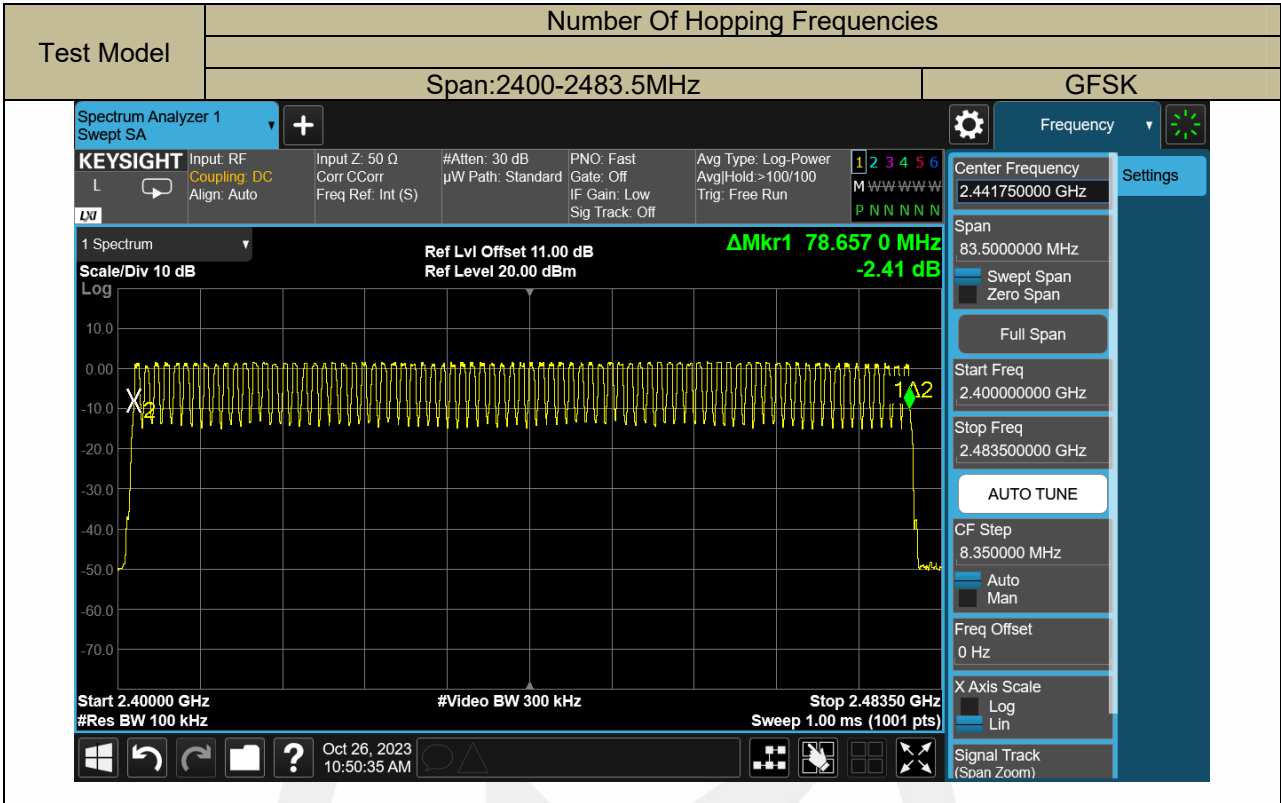 Test Model
Number Of Hopping Frequencies
Span:2400-2483.5MHz
GFSK
Spectrum Analyzer 1
Swept SA
Frequency
KEYSIGHT
L
LXI
Input: RF
Coupling: DC
Align: Auto
Input Z: 50 Ω
Corr CCorr
Freq Ref: Int (S)
#Atten: 30 dB
µW Path: Standard
PNO: Fast
Gate: Off
IF Gain: Low
Sig Track: Off
Avg Type: Log-Power
Avg|Hold:>100/100
Trig: Free Run
1 2 3 4 5 6
M W W W W W
P N N N N N
Center Frequency
2.441750000 GHz
Settings
Span
83.5000000 MHz
Swept Span
Zero Span
Full Span
Start Freq
2.400000000 GHz
Stop Freq
2.483500000 GHz
AUTO TUNE
CF Step
8.350000 MHz
Auto
Man
Freq Offset
0 Hz
X Axis Scale
Log
Lin
Signal Track
(Span Zoom)
1 Spectrum
Scale/Div 10 dB
Ref Lvl Offset 11.00 dB
Ref Level 20.00 dBm
ΔMkr1 78.657 0 MHz
-2.41 dB
Log
10.0
0.00
-10.0
-20.0
-30.0
-40.0
-50.0
-60.0
-70.0
X2
1Δ2
Start 2.40000 GHz
#Video BW 300 kHz
Stop 2.48350 GHz
#Res BW 100 kHz
Sweep 1.00 ms (1001 pts)
?
Oct 26, 2023
10:50:35 AM